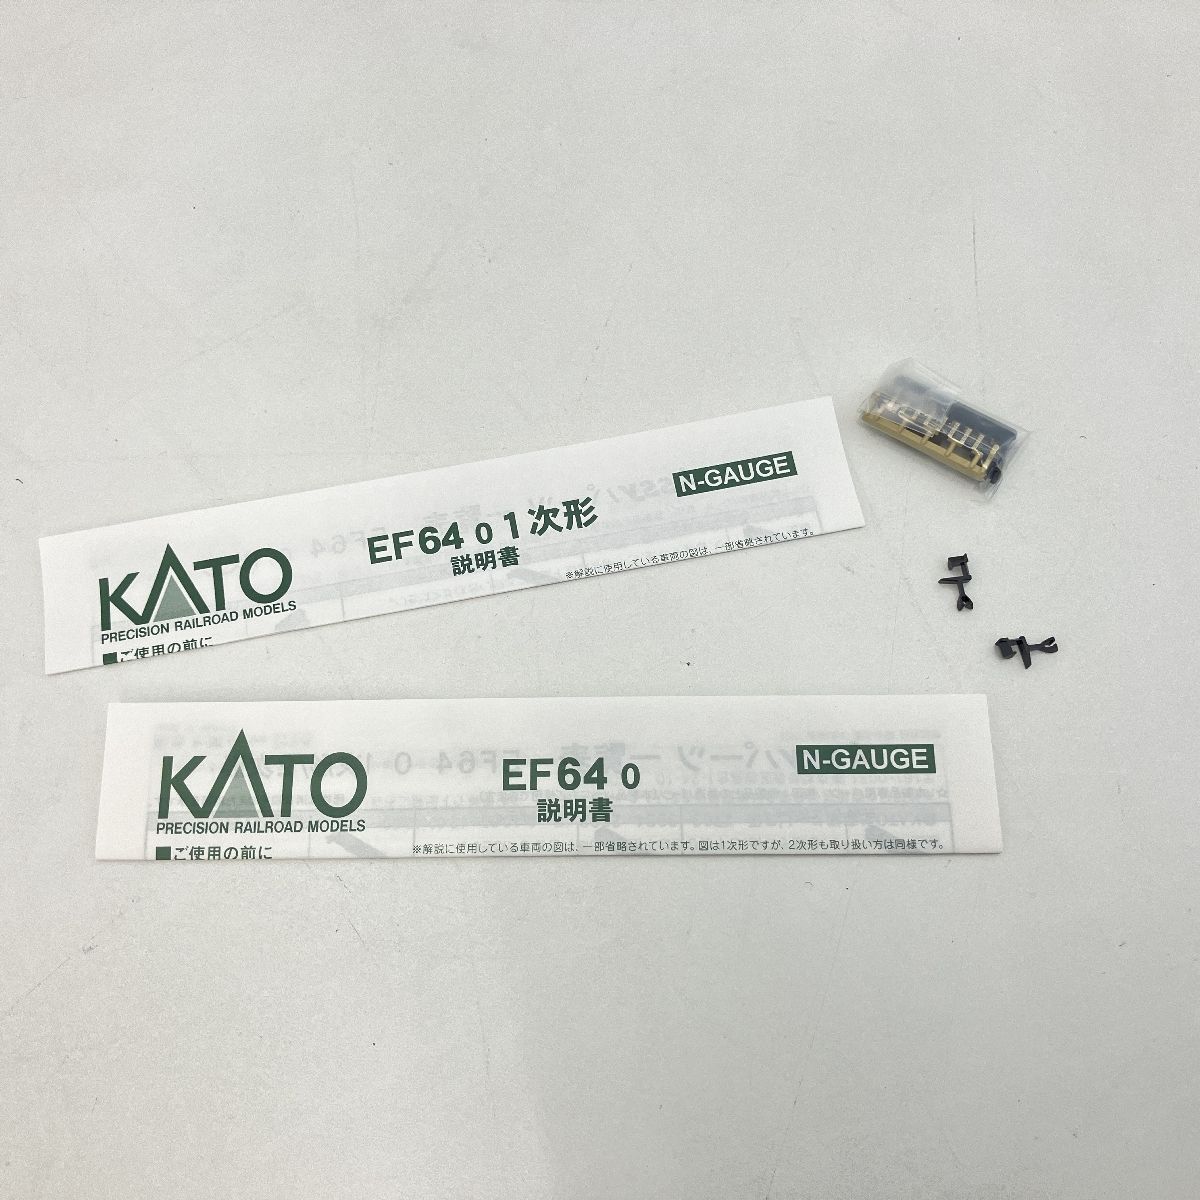 KATO
PRECISION RAILROAD MODELS
EF64 0 1次形
説明書
N-GAUGE
※解説に使用している車両の図は、一部省略されています。
■ご使用の前に
KATO
PRECISION RAILROAD MODELS
EF64 0
説明書
N-GAUGE
※解説に使用している車両の図は、一部省略されています。図は1次形ですが、2次形も取り扱い方は同様です。
■ご使用の前に